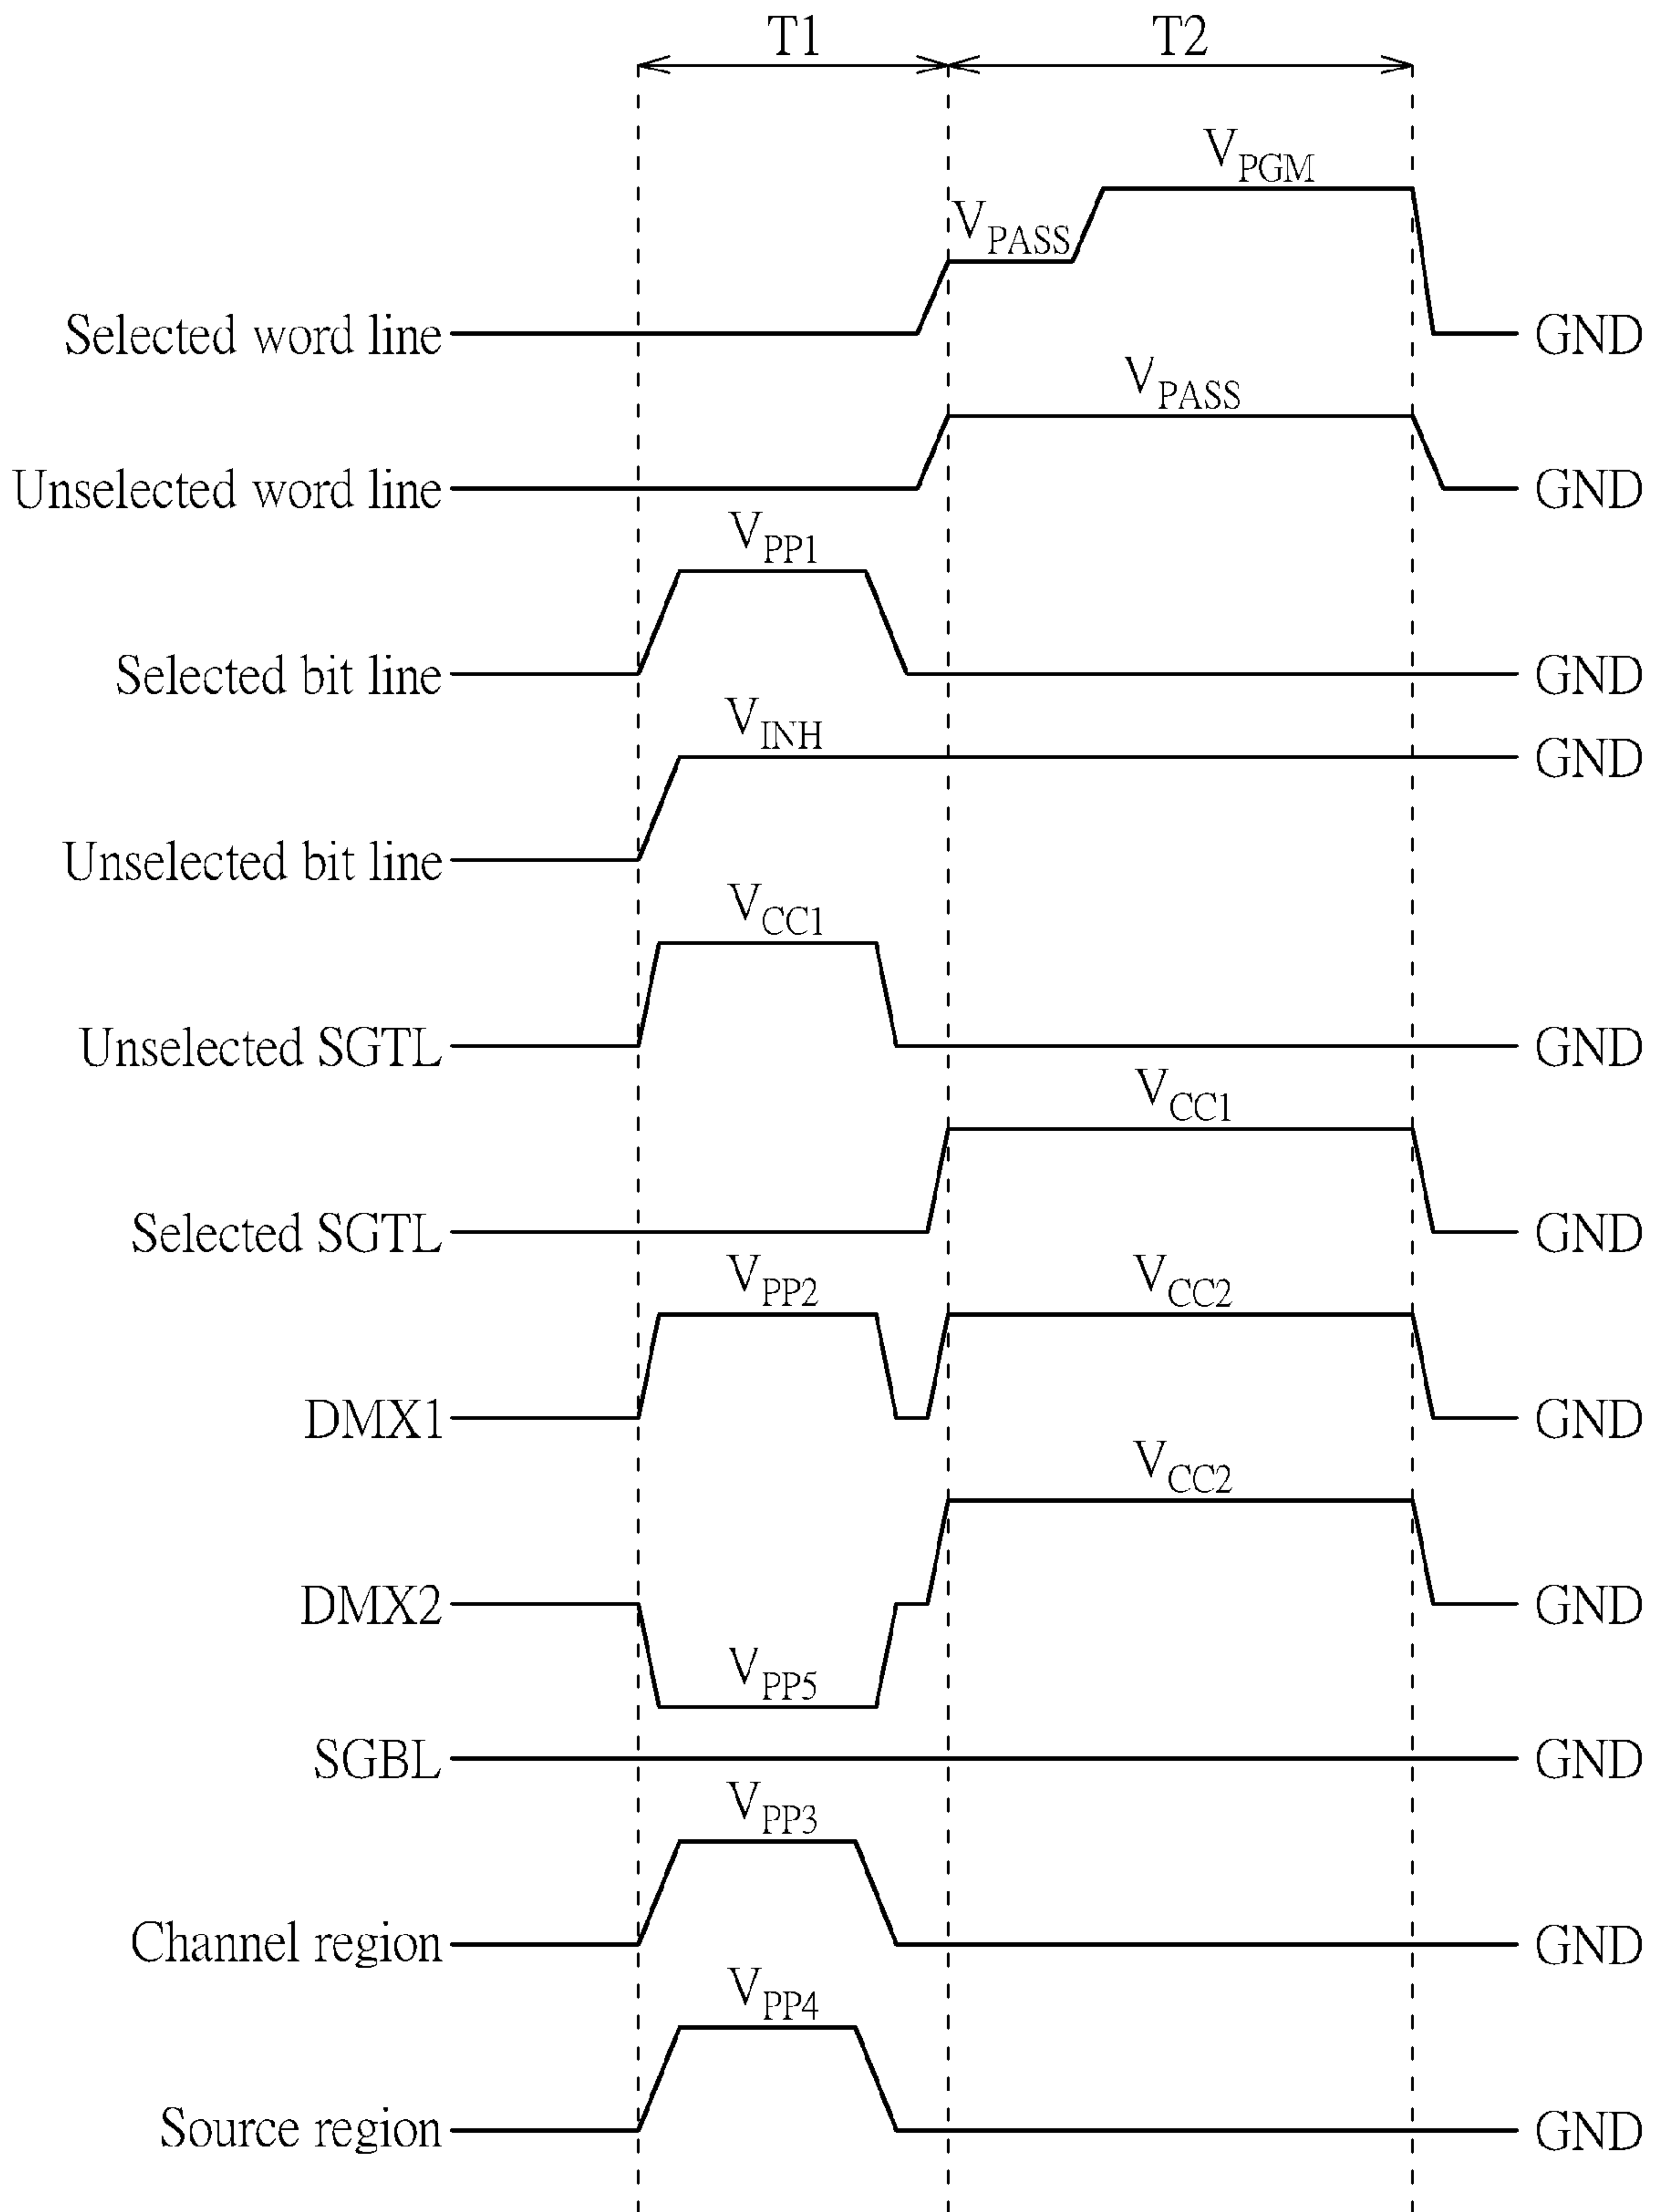 T1 T2
VPGM
VPASS
Selected word line GND
VPASS
Unselected word line GND
VPP1
Selected bit line GND
VINH
GND
Unselected bit line
VCC1
Unselected SGTL GND
VCC1
Selected SGTL GND
VPP2 VCC2
DMX1 GND
VCC2
DMX2 GND
VPP5
SGBL GND
VPP3
Channel region GND
VPP4
Source region GND